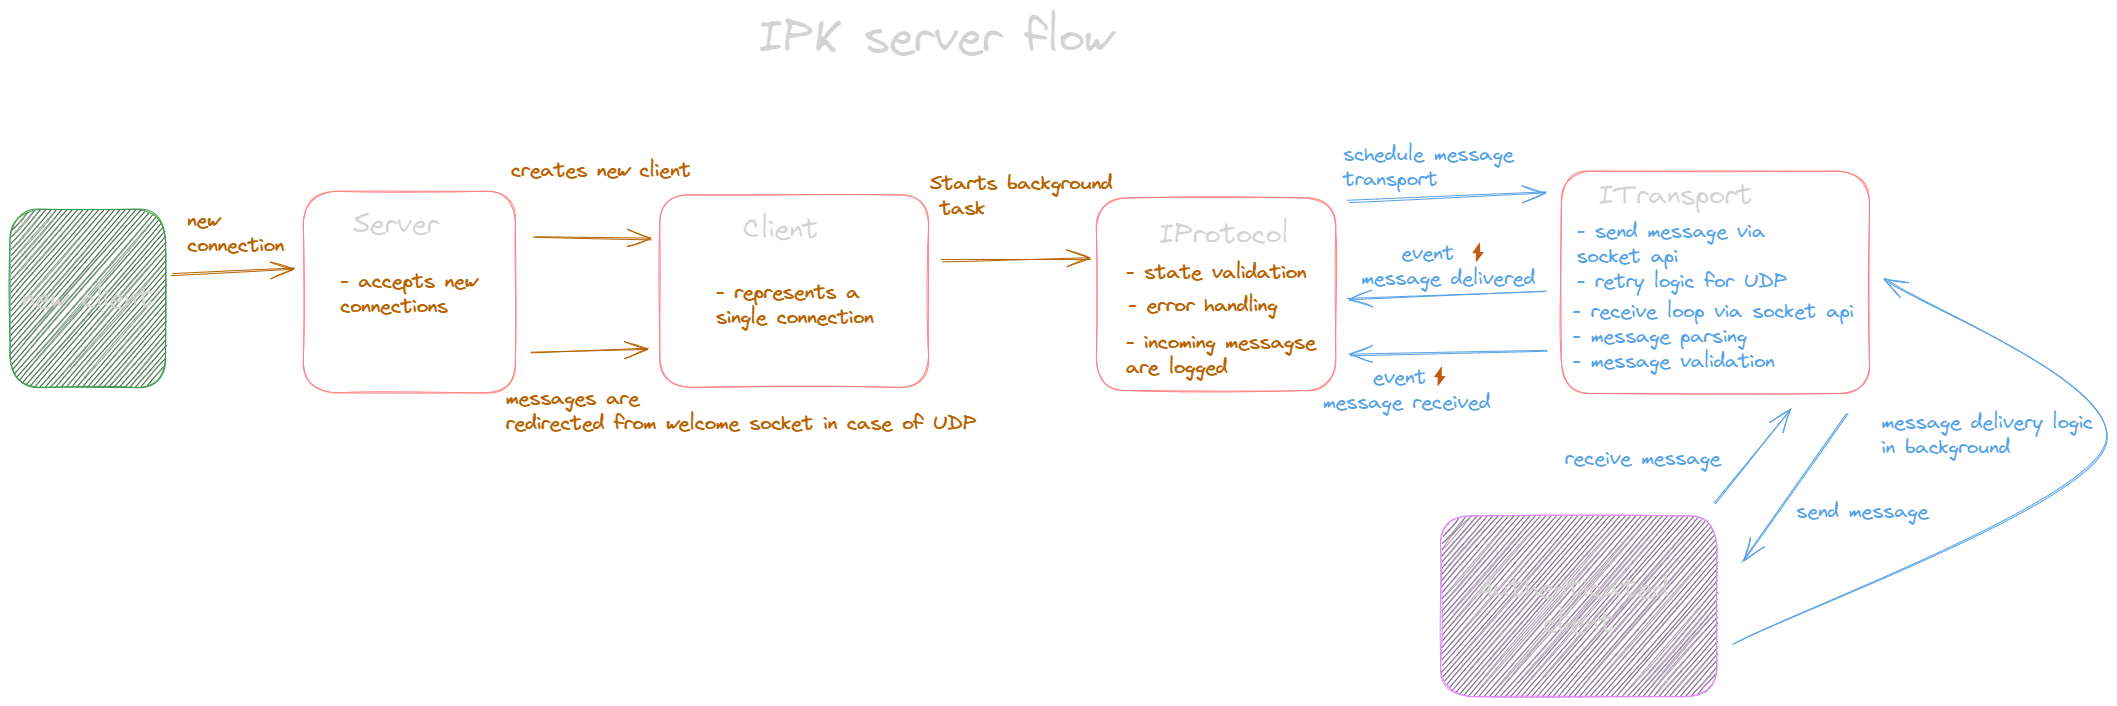 IPK server flow
new client
new
connection
Server
- accepts new
connections
creates new client
messages are
redirected from welcome socket in case of UDP
Client
- represents a
single connection
Starts background
task
IProtocol
- state validation
- error handling
- incoming messagse
are logged
schedule message
transport
event
message delivered
event
message received
ITransport
- send message via
socket api
- retry logic for UDP
- receive loop via socket api
- message parsing
- message validation
receive message
send message
message delivery logic
in background
client